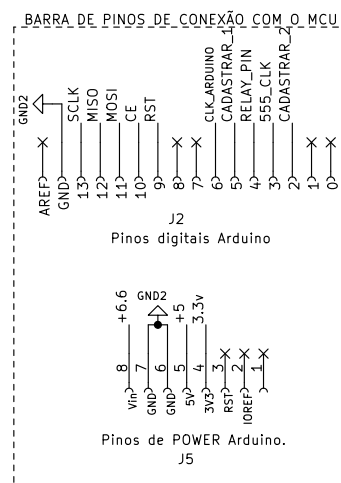 BARRA DE PINOS DE CONEXÃO COM O MCU
GND2
SCLK
MISO
MOSI
CE
RST
CLK_ARDUINO
CADASTRAR_1
RELAY_PIN
555_CLK
CADASTRAR_2
AREF
GND
13
12
11
10
9
8
7
6
5
4
3
2
1
0
J2
Pinos digitais Arduino
+6.6
GND2
+5
3.3v
8
7
6
5
4
3
2
1
Vin
GND
GND
5V
3V3
RST
IOREF
Pinos de POWER Arduino.
J5